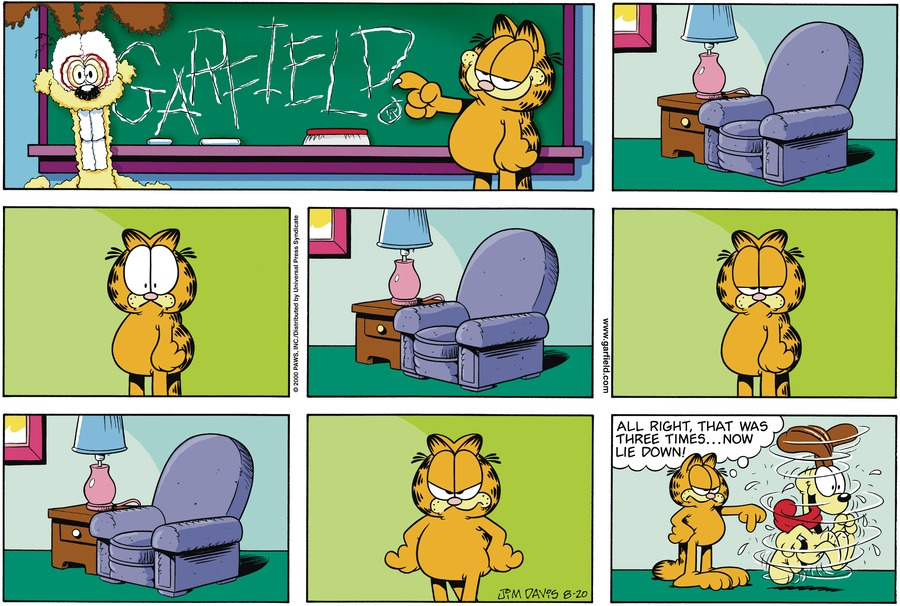 GARFIELD!
© 2000 PAWS, INC./Distributed by Universal Press Syndicate
www.garfield.com
JIM DAVIS 8-20
ALL RIGHT, THAT WAS
THREE TIMES...NOW
LIE DOWN!